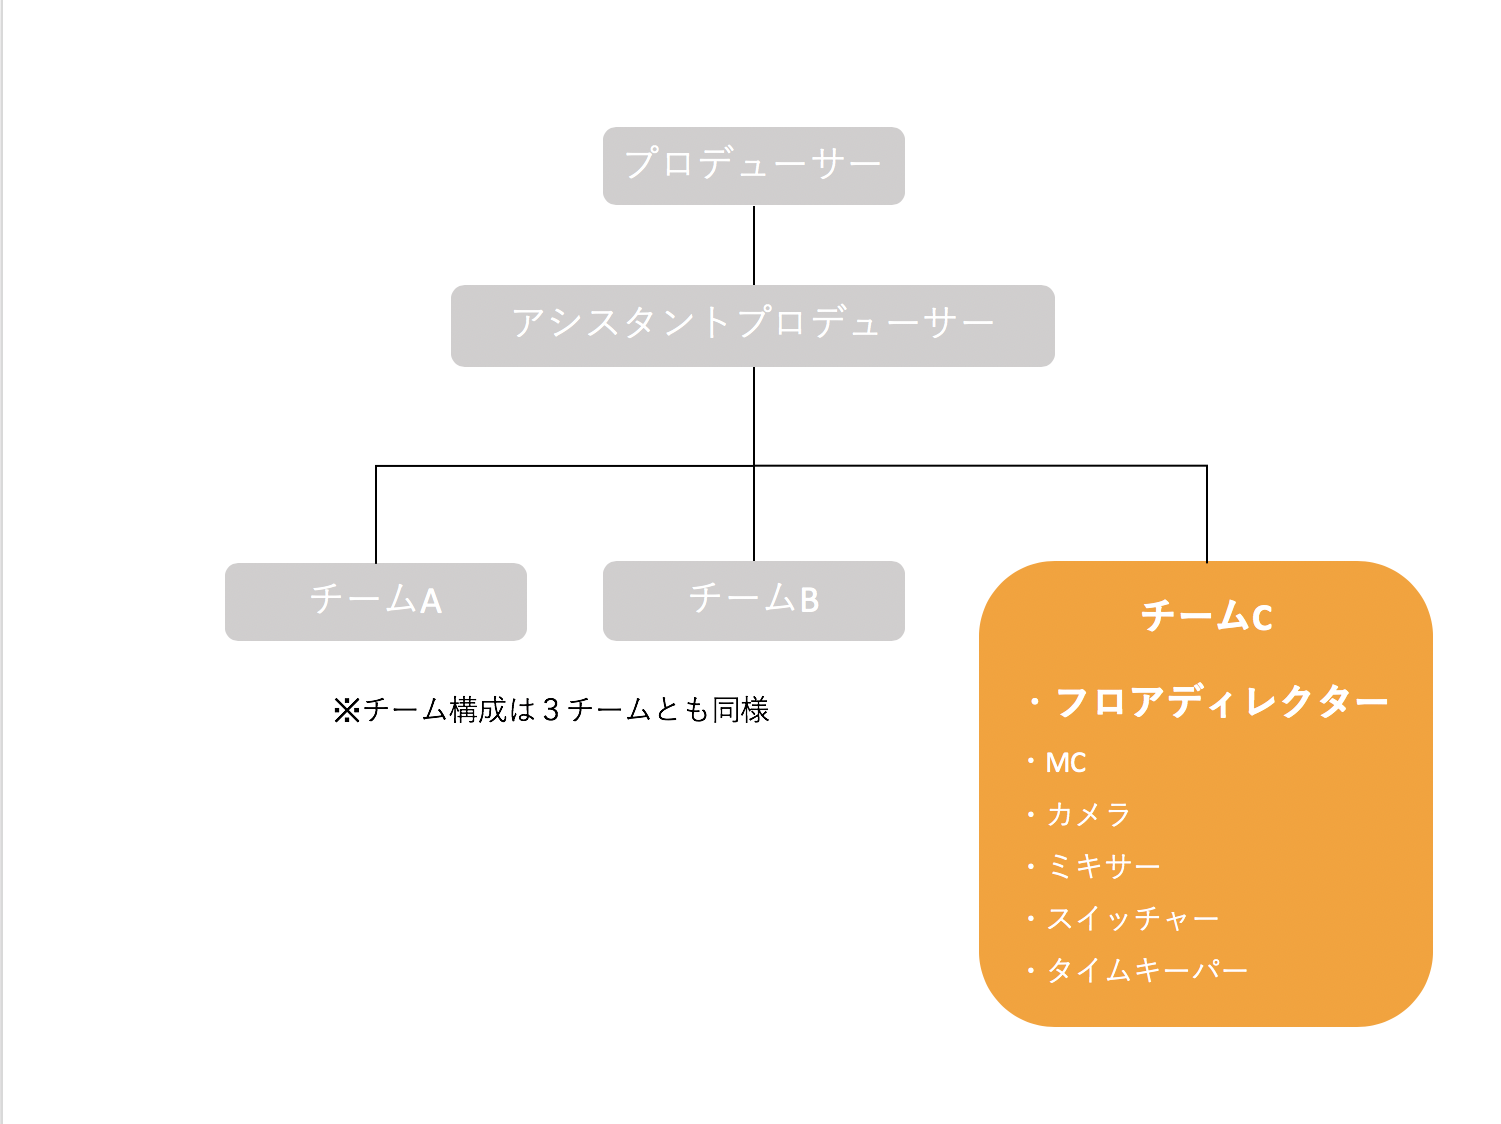 プロデューサー
アシスタントプロデューサー
チームA
チームB
チームC
・フロアディレクター
・MC
・カメラ
・ミキサー
・スイッチャー
・タイムキーパー
※チーム構成は３チームとも同様